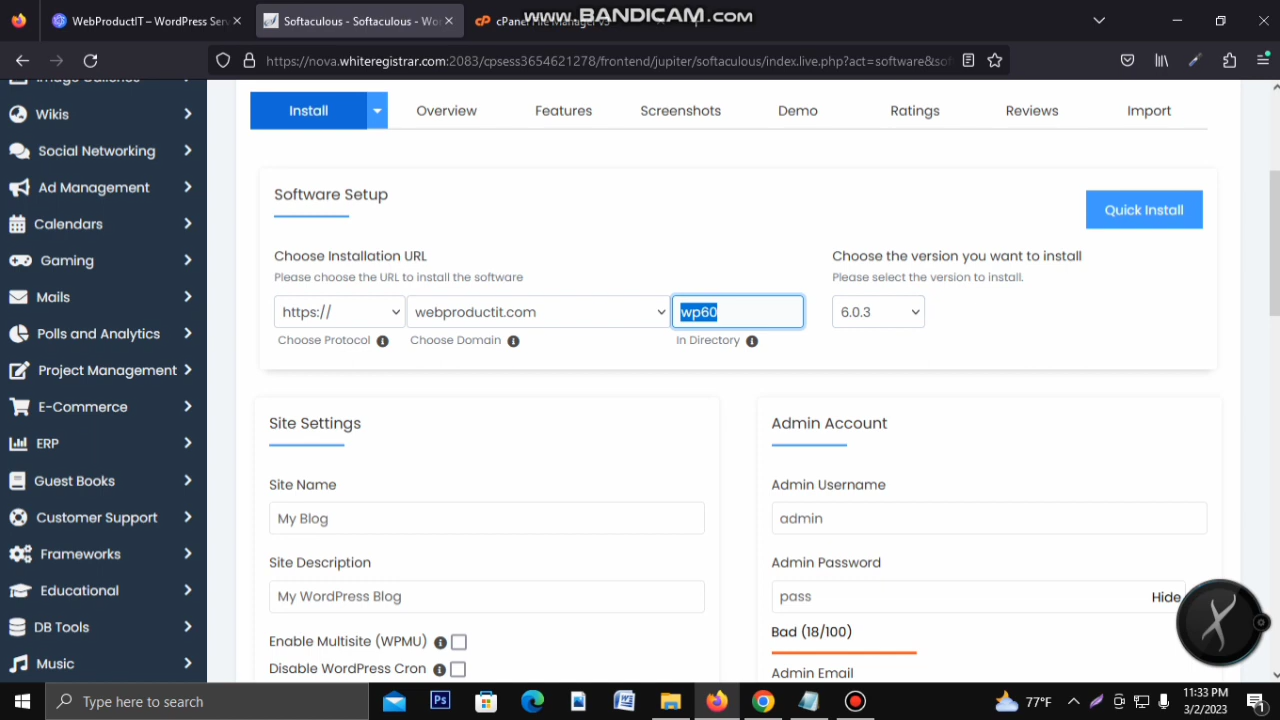 WebProductIT – WordPress Serv
Softaculous - Softaculous - Wor
cPanel File Manager v3
www.BANDICAM.com
https://nova.whiteregistrar.com:2083/cpsess3654621278/frontend/jupiter/softaculous/index.live.php?act=software&sof
Image Galleries
Wikis
Social Networking
Ad Management
Calendars
Gaming
Mails
Polls and Analytics
Project Management
E-Commerce
ERP
Guest Books
Customer Support
Frameworks
Educational
DB Tools
Music
Install
Overview
Features
Screenshots
Demo
Ratings
Reviews
Import
Software Setup
Quick Install
Choose Installation URL
Please choose the URL to install the software
https://
webproductit.com
wp60
Choose Protocol
Choose Domain
In Directory
Choose the version you want to install
Please select the version to install.
6.0.3
Site Settings
Site Name
My Blog
Site Description
My WordPress Blog
Enable Multisite (WPMU)
Disable WordPress Cron
Admin Account
Admin Username
admin
Admin Password
pass
Hide
Bad (18/100)
Admin Email
Type here to search
77°F
11:33 PM
3/2/2023